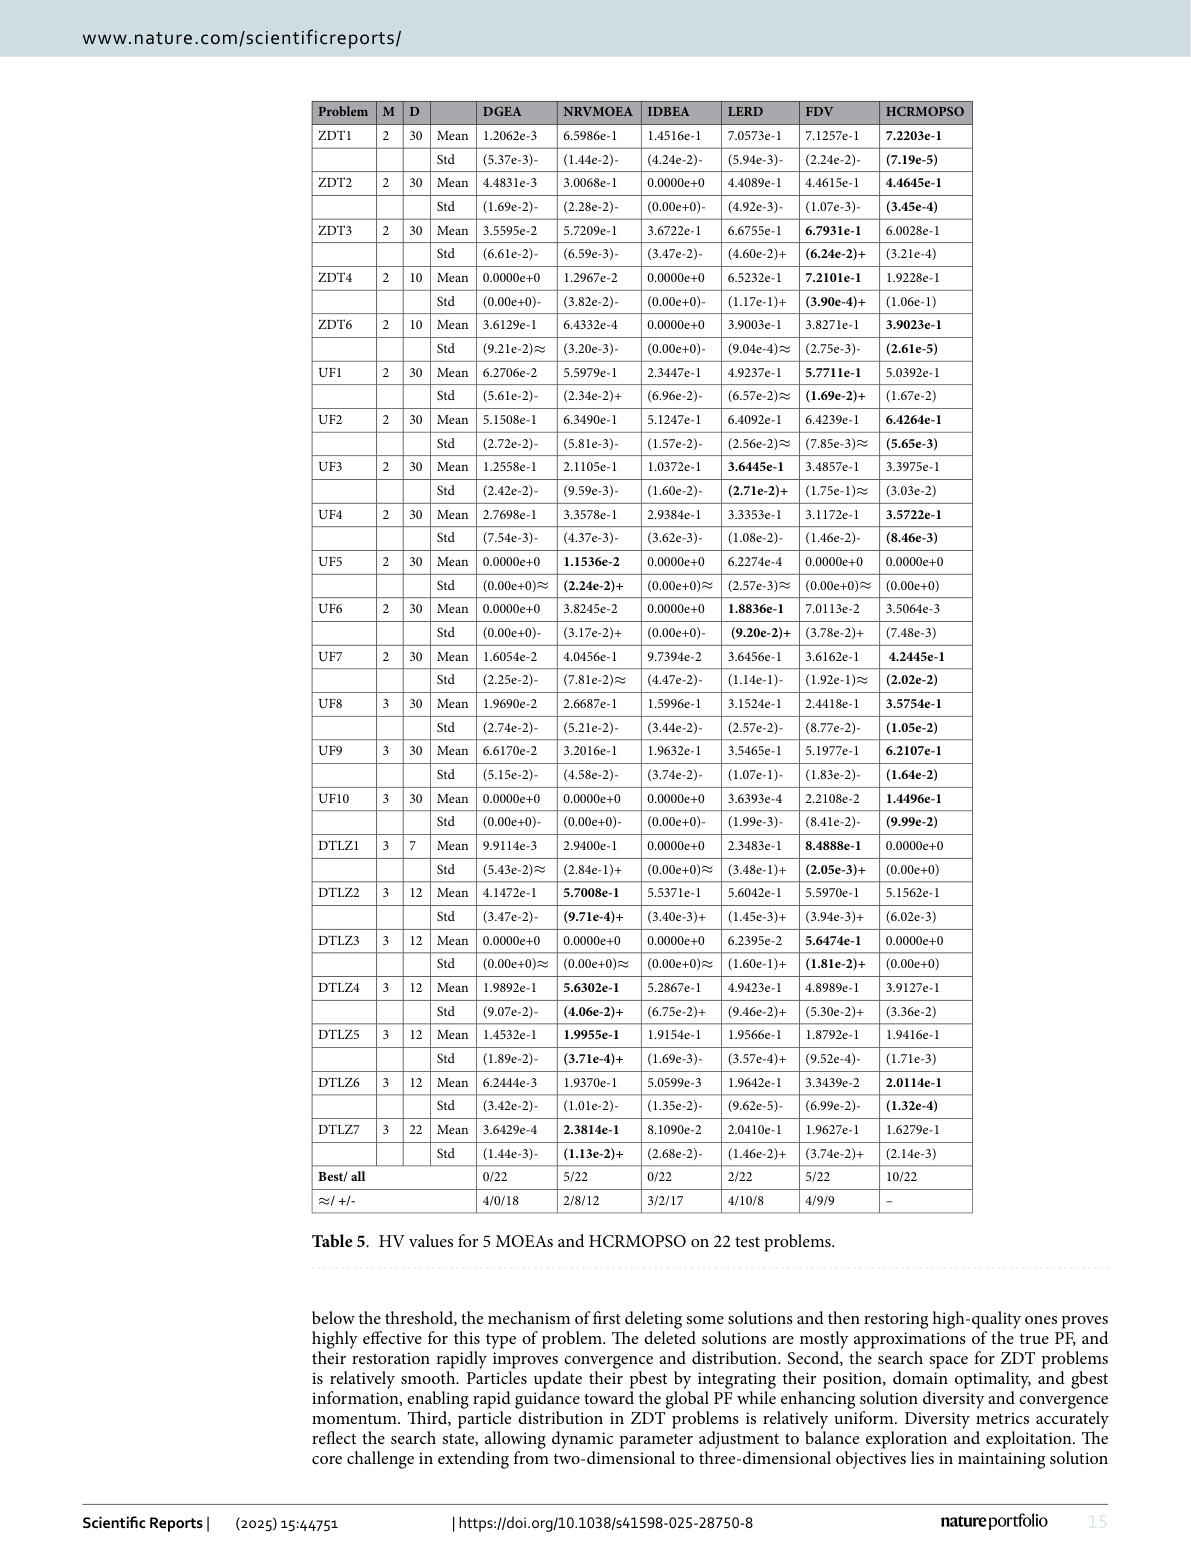 www.nature.com/scientificreports/
Problem M D DGEA NRVMOEA IDBEA LERD FDV HCRMOPSO
ZDT1 2 30 Mean 1.2062e-3 6.5986e-1 1.4516e-1 7.0573e-1 7.1257e-1 7.2203e-1
Std (5.37e-3)- (1.44e-2)- (4.24e-2)- (5.94e-3)- (2.24e-2)- (7.19e-5)
ZDT2 2 30 Mean 4.4831e-3 3.0068e-1 0.0000e+0 4.4089e-1 4.4615e-1 4.4645e-1
Std (1.69e-2)- (2.28e-2)- (0.00e+0)- (4.92e-3)- (1.07e-3)- (3.45e-4)
ZDT3 2 30 Mean 3.5595e-2 5.7209e-1 3.6722e-1 6.6755e-1 6.7931e-1 6.0028e-1
Std (6.61e-2)- (6.59e-3)- (3.47e-2)- (4.60e-2)+ (6.24e-2)+ (3.21e-4)
ZDT4 2 10 Mean 0.0000e+0 1.2967e-2 0.0000e+0 6.5232e-1 7.2101e-1 1.9228e-1
Std (0.00e+0)- (3.82e-2)- (0.00e+0)- (1.17e-1)+ (3.90e-4)+ (1.06e-1)
ZDT6 2 10 Mean 3.6129e-1 6.4332e-4 0.0000e+0 3.9003e-1 3.8271e-1 3.9023e-1
Std (9.21e-2)≈ (3.20e-3)- (0.00e+0)- (9.04e-4)≈ (2.75e-3)- (2.61e-5)
UF1 2 30 Mean 6.2706e-2 5.5979e-1 2.3447e-1 4.9237e-1 5.7711e-1 5.0392e-1
Std (5.61e-2)- (2.34e-2)+ (6.96e-2)- (6.57e-2)≈ (1.69e-2)+ (1.67e-2)
UF2 2 30 Mean 5.1508e-1 6.3490e-1 5.1247e-1 6.4092e-1 6.4239e-1 6.4264e-1
Std (2.72e-2)- (5.81e-3)- (1.57e-2)- (2.56e-2)≈ (7.85e-3)≈ (5.65e-3)
UF3 2 30 Mean 1.2558e-1 2.1105e-1 1.0372e-1 3.6445e-1 3.4857e-1 3.3975e-1
Std (2.42e-2)- (9.59e-3)- (1.60e-2)- (2.71e-2)+ (1.75e-1)≈ (3.03e-2)
UF4 2 30 Mean 2.7698e-1 3.3578e-1 2.9384e-1 3.3353e-1 3.1172e-1 3.5722e-1
Std (7.54e-3)- (4.37e-3)- (3.62e-3)- (1.08e-2)- (1.46e-2)- (8.46e-3)
UF5 2 30 Mean 0.0000e+0 1.1536e-2 0.0000e+0 6.2274e-4 0.0000e+0 0.0000e+0
Std (0.00e+0)≈ (2.24e-2)+ (0.00e+0)≈ (2.57e-3)≈ (0.00e+0)≈ (0.00e+0)
UF6 2 30 Mean 0.0000e+0 3.8245e-2 0.0000e+0 1.8836e-1 7.0113e-2 3.5064e-3
Std (0.00e+0)- (3.17e-2)+ (0.00e+0)- (9.20e-2)+ (3.78e-2)+ (7.48e-3)
UF7 2 30 Mean 1.6054e-2 4.0456e-1 9.7394e-2 3.6456e-1 3.6162e-1 4.2445e-1
Std (2.25e-2)- (7.81e-2)≈ (4.47e-2)- (1.14e-1)- (1.92e-1)≈ (2.02e-2)
UF8 3 30 Mean 1.9690e-2 2.6687e-1 1.5996e-1 3.1524e-1 2.4418e-1 3.5754e-1
Std (2.74e-2)- (5.21e-2)- (3.44e-2)- (2.57e-2)- (8.77e-2)- (1.05e-2)
UF9 3 30 Mean 6.6170e-2 3.2016e-1 1.9632e-1 3.5465e-1 5.1977e-1 6.2107e-1
Std (5.15e-2)- (4.58e-2)- (3.74e-2)- (1.07e-1)- (1.83e-2)- (1.64e-2)
UF10 3 30 Mean 0.0000e+0 0.0000e+0 0.0000e+0 3.6393e-4 2.2108e-2 1.4496e-1
Std (0.00e+0)- (0.00e+0)- (0.00e+0)- (1.99e-3)- (8.41e-2)- (9.99e-2)
DTLZ1 3 7 Mean 9.9114e-3 2.9400e-1 0.0000e+0 2.3483e-1 8.4888e-1 0.0000e+0
Std (5.43e-2)≈ (2.84e-1)+ (0.00e+0)≈ (3.48e-1)+ (2.05e-3)+ (0.00e+0)
DTLZ2 3 12 Mean 4.1472e-1 5.7008e-1 5.5371e-1 5.6042e-1 5.5970e-1 5.1562e-1
Std (3.47e-2)- (9.71e-4)+ (3.40e-3)+ (1.45e-3)+ (3.94e-3)+ (6.02e-3)
DTLZ3 3 12 Mean 0.0000e+0 0.0000e+0 0.0000e+0 6.2395e-2 5.6474e-1 0.0000e+0
Std (0.00e+0)≈ (0.00e+0)≈ (0.00e+0)≈ (1.60e-1)+ (1.81e-2)+ (0.00e+0)
DTLZ4 3 12 Mean 1.9892e-1 5.6302e-1 5.2867e-1 4.9423e-1 4.8989e-1 3.9127e-1
Std (9.07e-2)- (4.06e-2)+ (6.75e-2)+ (9.46e-2)+ (5.30e-2)+ (3.36e-2)
DTLZ5 3 12 Mean 1.4532e-1 1.9955e-1 1.9154e-1 1.9566e-1 1.8792e-1 1.9416e-1
Std (1.89e-2)- (3.71e-4)+ (1.69e-3)- (3.57e-4)+ (9.52e-4)- (1.71e-3)
DTLZ6 3 12 Mean 6.2444e-3 1.9370e-1 5.0599e-3 1.9642e-1 3.3439e-2 2.0114e-1
Std (3.42e-2)- (1.01e-2)- (1.35e-2)- (9.62e-5)- (6.99e-2)- (1.32e-4)
DTLZ7 3 22 Mean 3.6429e-4 2.3814e-1 8.1090e-2 2.0410e-1 1.9627e-1 1.6279e-1
Std (1.44e-3)- (1.13e-2)+ (2.68e-2)- (1.46e-2)+ (3.74e-2)+ (2.14e-3)
Best/ all 0/22 5/22 0/22 2/22 5/22 10/22
≈/ +/- 4/0/18 2/8/12 3/2/17 4/10/8 4/9/9 –
Table 5. HV values for 5 MOEAs and HCRMOPSO on 22 test problems.
below the threshold, the mechanism of first deleting some solutions and then restoring high-quality ones proves
highly effective for this type of problem. The deleted solutions are mostly approximations of the true PF, and
their restoration rapidly improves convergence and distribution. Second, the search space for ZDT problems
is relatively smooth. Particles update their pbest by integrating their position, domain optimality, and gbest
information, enabling rapid guidance toward the global PF while enhancing solution diversity and convergence
momentum. Third, particle distribution in ZDT problems is relatively uniform. Diversity metrics accurately
reflect the search state, allowing dynamic parameter adjustment to balance exploration and exploitation. The
core challenge in extending from two-dimensional to three-dimensional objectives lies in maintaining solution
Scientific Reports | (2025) 15:44751 | https://doi.org/10.1038/s41598-025-28750-8 natureportfolio 15